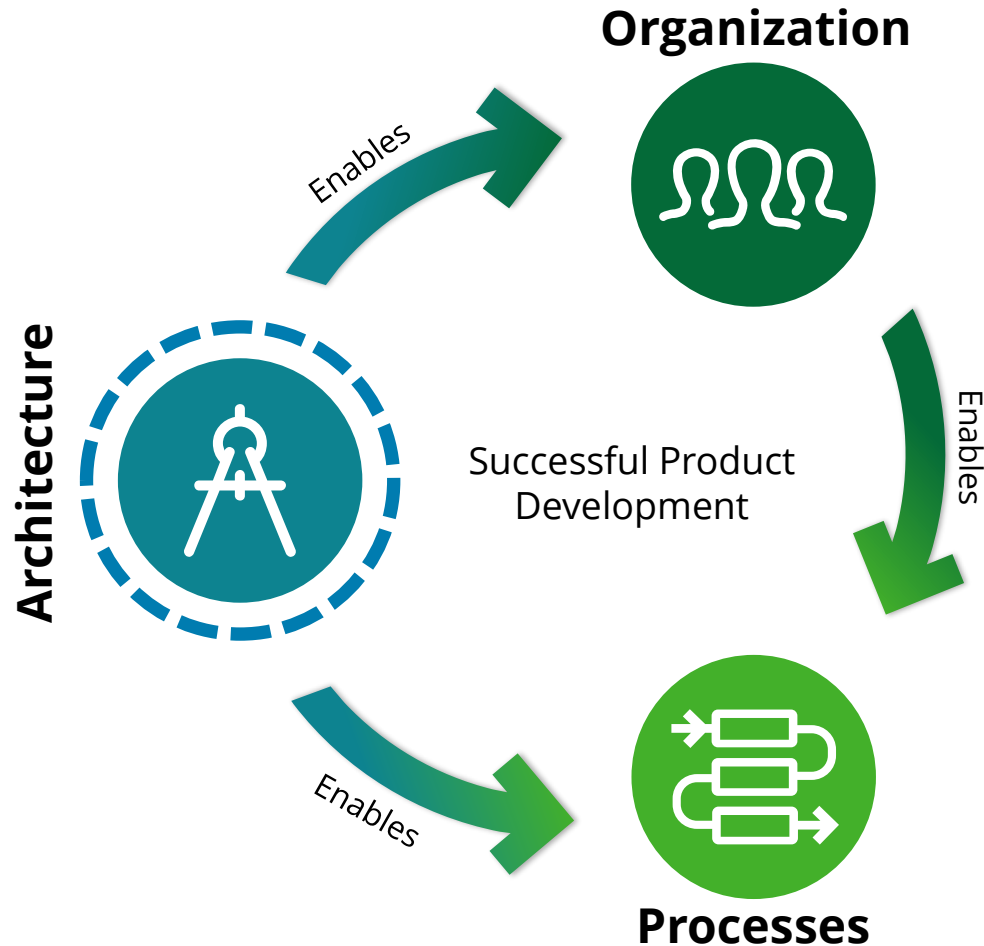 Organization
Enables
Architecture
Enables
Successful Product
Development
Enables
Processes